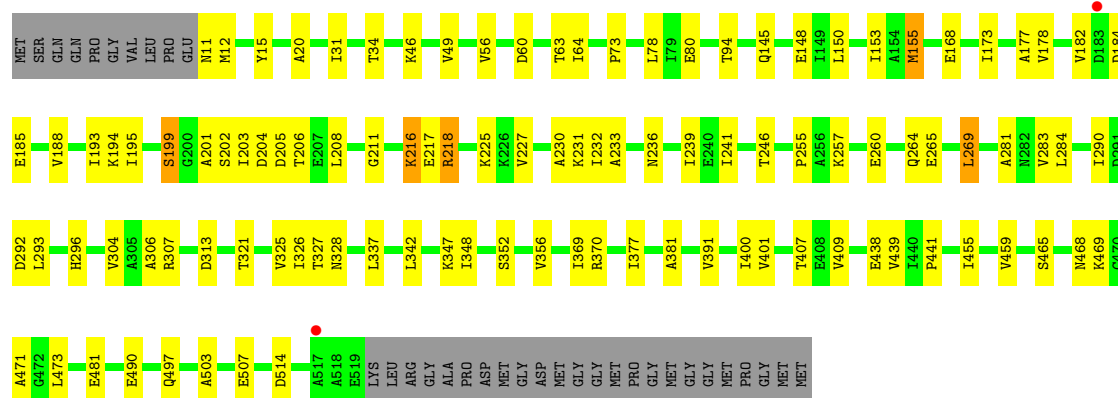 MET SER GLN GLN PRO GLY VAL LEU PRO GLU N11 M12 Y15 A20 I31 T34 K46 V49 V56 D60 T63 I64 P73 L78 I79 E80 T94 Q145 E148 I149 L150 I153 A154 M155 E168 I173 A177 V178 V182 D183 D184
E185 V188 I193 K194 I195 S199 G200 A201 S202 I203 D204 D205 T206 E207 L208 G211 K216 E217 R218 K225 K226 V227 A230 K231 I232 A233 N236 I239 E240 I241 T246 P255 A256 K257 E260 Q264 E265 L269 A281 N282 V283 L284 I290
D292 L293 H296 V304 A305 A306 R307 D313 T321 V325 I326 T327 N328 L337 L342 K347 I348 S352 V356 I369 R370 I377 A381 V391 I400 V401 T407 E408 V409 E438 V439 I440 P441 I455 V459 S465 N468 K469
A471 G472 L473 E481 E490 Q497 A503 E507 D514 A517 A518 E519 LYS LEU ARG GLY ALA PRO ASP MET GLY ASP MET GLY GLY MET PRO GLY MET GLY GLY MET PRO GLY MET MET